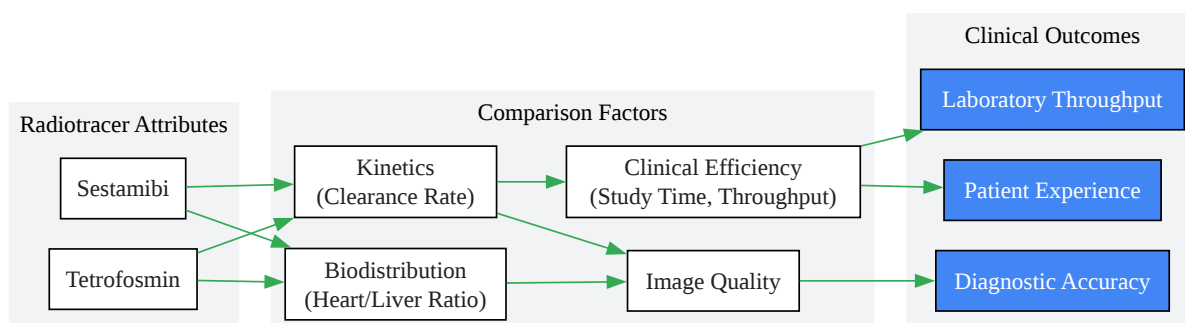 Radiotracer Attributes
Sestamibi
Tetrofosmin
Comparison Factors
Kinetics
(Clearance Rate)
Clinical Efficiency
(Study Time, Throughput)
Biodistribution
(Heart/Liver Ratio)
Image Quality
Clinical Outcomes
Laboratory Throughput
Patient Experience
Diagnostic Accuracy